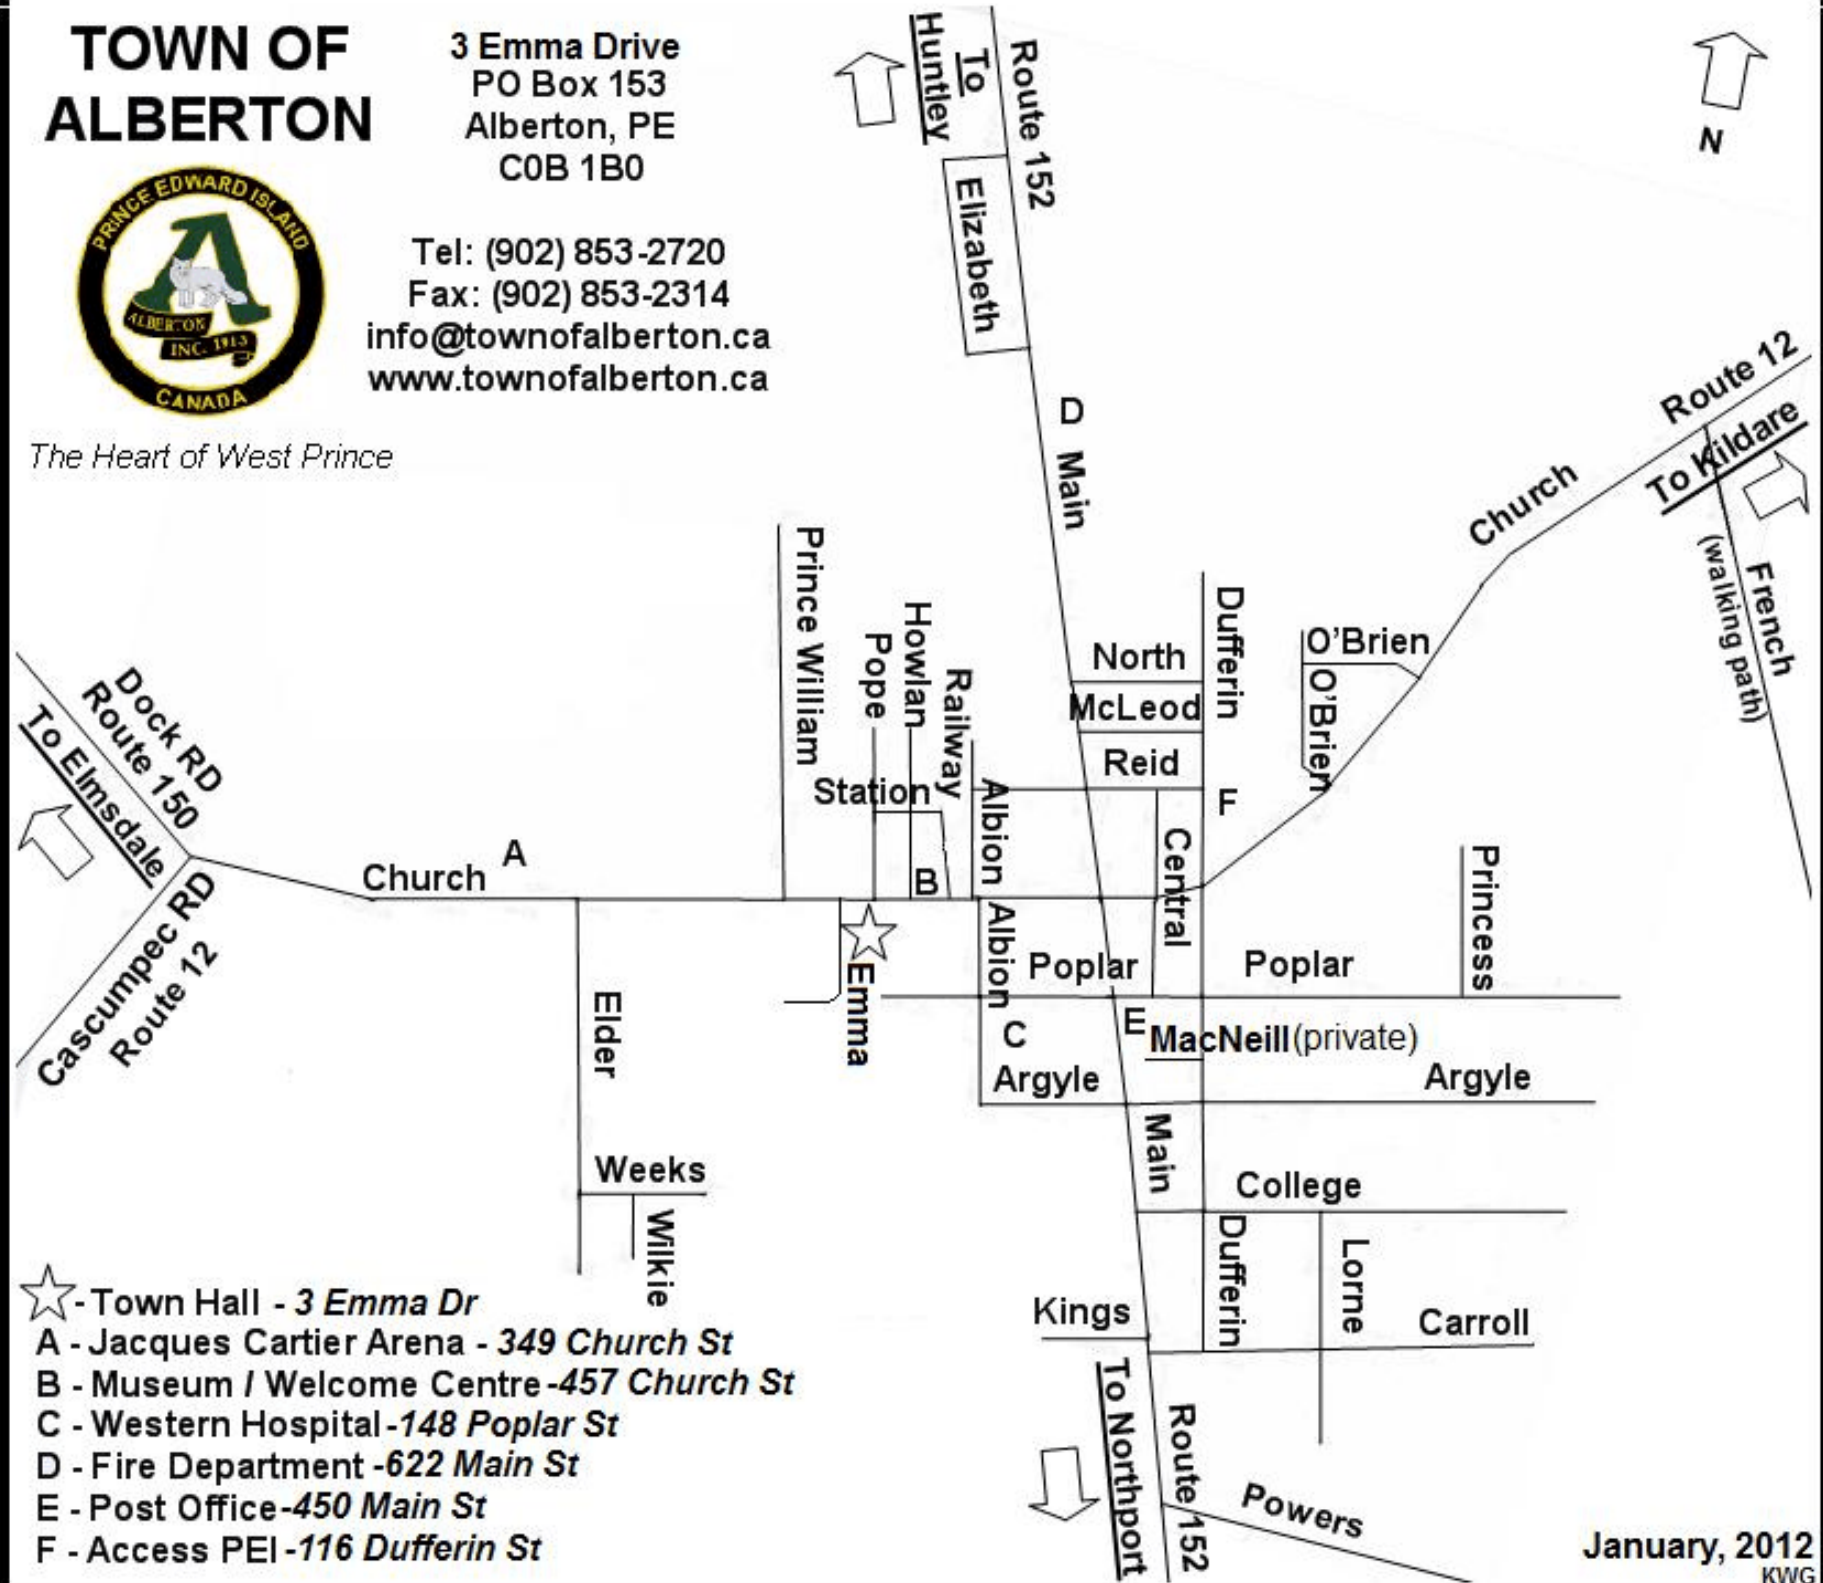 TOWN OF
ALBERTON
3 Emma Drive
PO Box 153
Alberton, PE
C0B 1B0
Tel: (902) 853-2720
Fax: (902) 853-2314
info@townofalberton.ca
www.townofalberton.ca
PRINCE EDWARD ISLAND
A
ALBERTON
INC. 1913
CANADA
The Heart of West Prince
To
Huntley
Route 152
N
Elizabeth
D
Main
Route 12
To Kildare
Church
French
(walking path)
Prince William
Pope
Howlan
Railway
Station
North
McLeod
Reid
Dufferin
O'Brien
O'Brien
F
Dock RD
Route 150
To Elmsdale
Church
A
B
Albion
Central
Cascumpec RD
Route 12
Elder
Emma
Albion
Poplar
Poplar
Princess
C
E
MacNeill (private)
Argyle
Argyle
Main
Weeks
Wilkie
College
Dufferin
Lorne
Kings
Carroll
To Northport
Route 152
Powers
- Town Hall - 3 Emma Dr
A - Jacques Cartier Arena - 349 Church St
B - Museum / Welcome Centre -457 Church St
C - Western Hospital -148 Poplar St
D - Fire Department -622 Main St
E - Post Office -450 Main St
F - Access PEI -116 Dufferin St
January, 2012
KWG